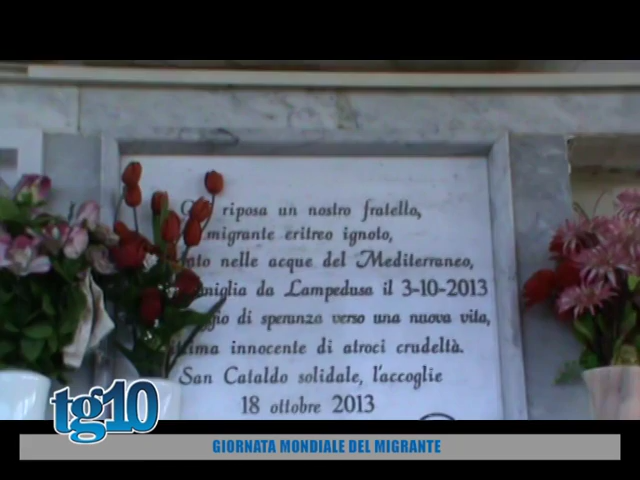 riposa un nostro fratello,
migrante eritreo ignoto,
nelle acque del Mediterraneo,
da Lampedusa il 3-10-2013
di speranza verso una nuova vita,
innocente di atroci crudeltà.
San Cataldo solidale, l'accoglie
18 ottobre 2013
tg10
GIORNATA MONDIALE DEL MIGRANTE